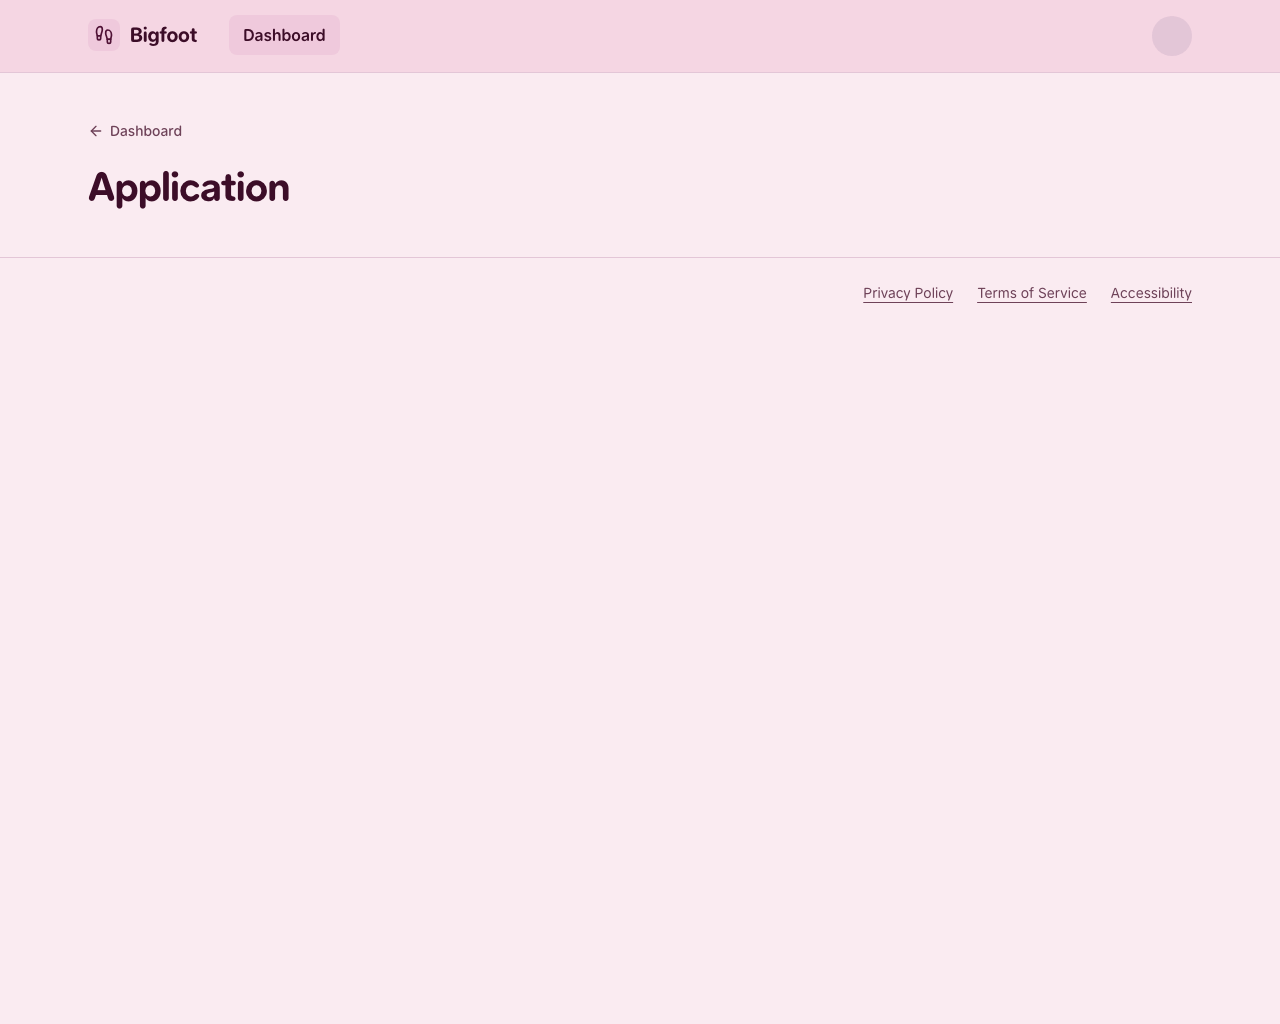 Bigfoot
Dashboard
Dashboard
Application
Privacy Policy
Terms of Service
Accessibility